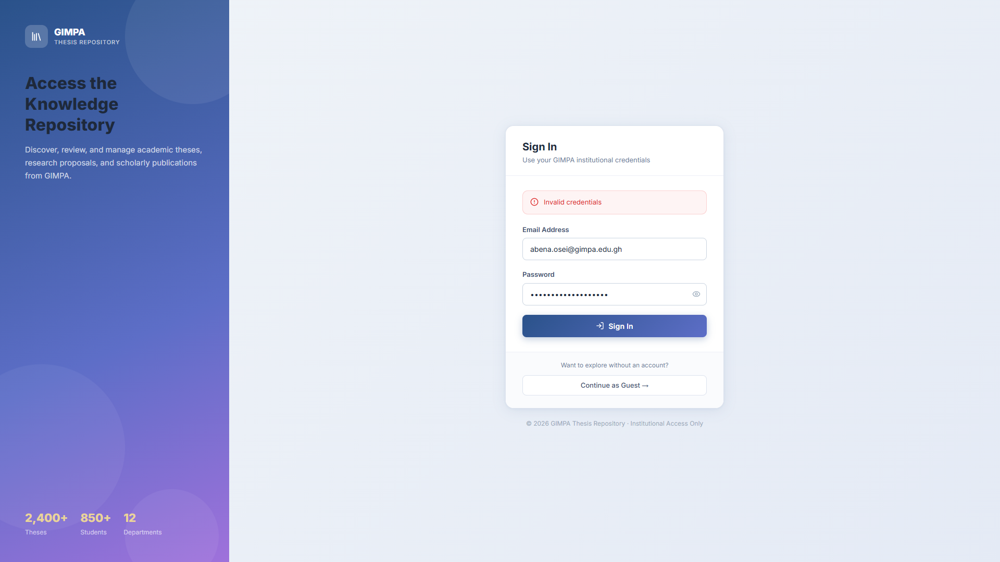 GIMPA
THESIS REPOSITORY
Access the
Knowledge
Repository
Discover, review, and manage academic theses,
research proposals, and scholarly publications
from GIMPA.
2,400+
Theses
850+
Students
12
Departments
Sign In
Use your GIMPA institutional credentials
Invalid credentials
Email Address
abena.osei@gimpa.edu.gh
Password
•••••••••••••••••••
Sign In
Want to explore without an account?
Continue as Guest →
© 2026 GIMPA Thesis Repository · Institutional Access Only